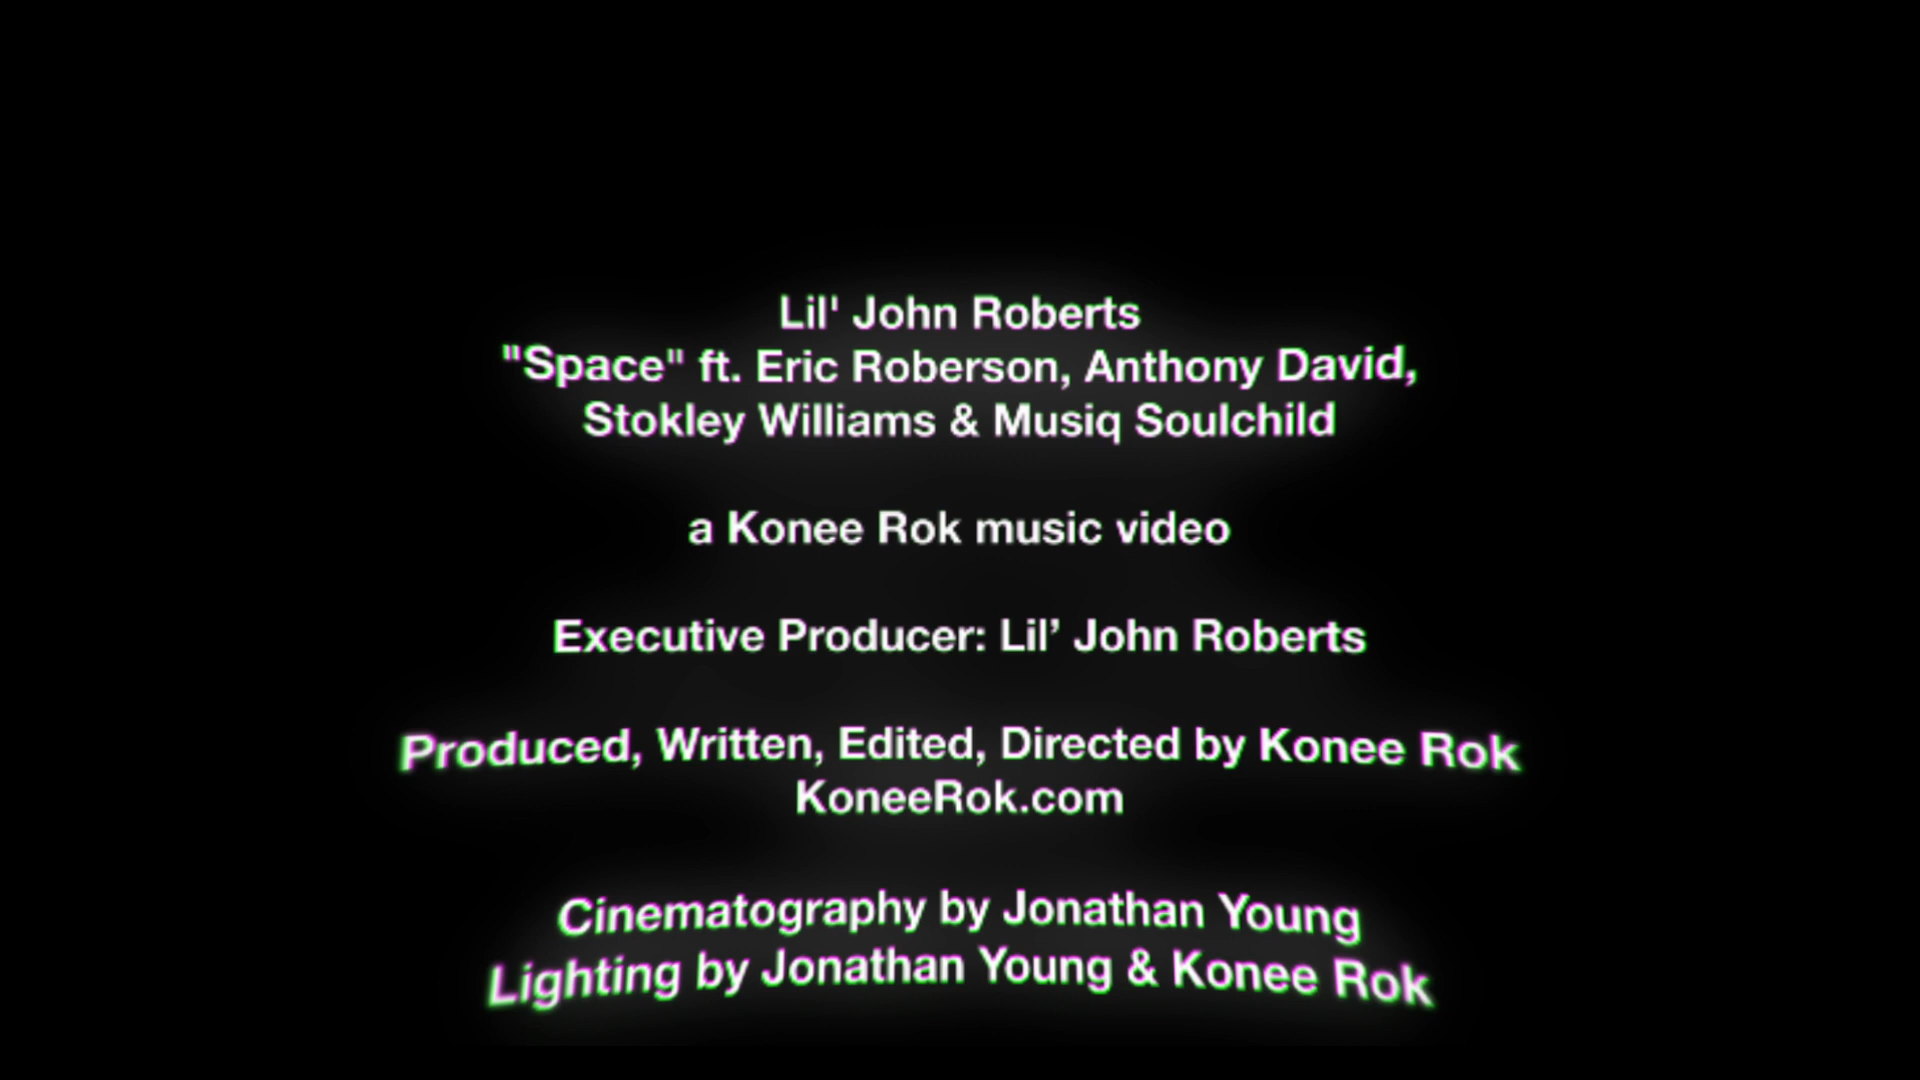 Lil' John Roberts
"Space" ft. Eric Roberson, Anthony David,
Stokley Williams & Musiq Soulchild
a Konee Rok music video
Executive Producer: Lil’ John Roberts
Produced, Written, Edited, Directed by Konee Rok
KoneeRok.com
Cinematography by Jonathan Young
Lighting by Jonathan Young & Konee Rok